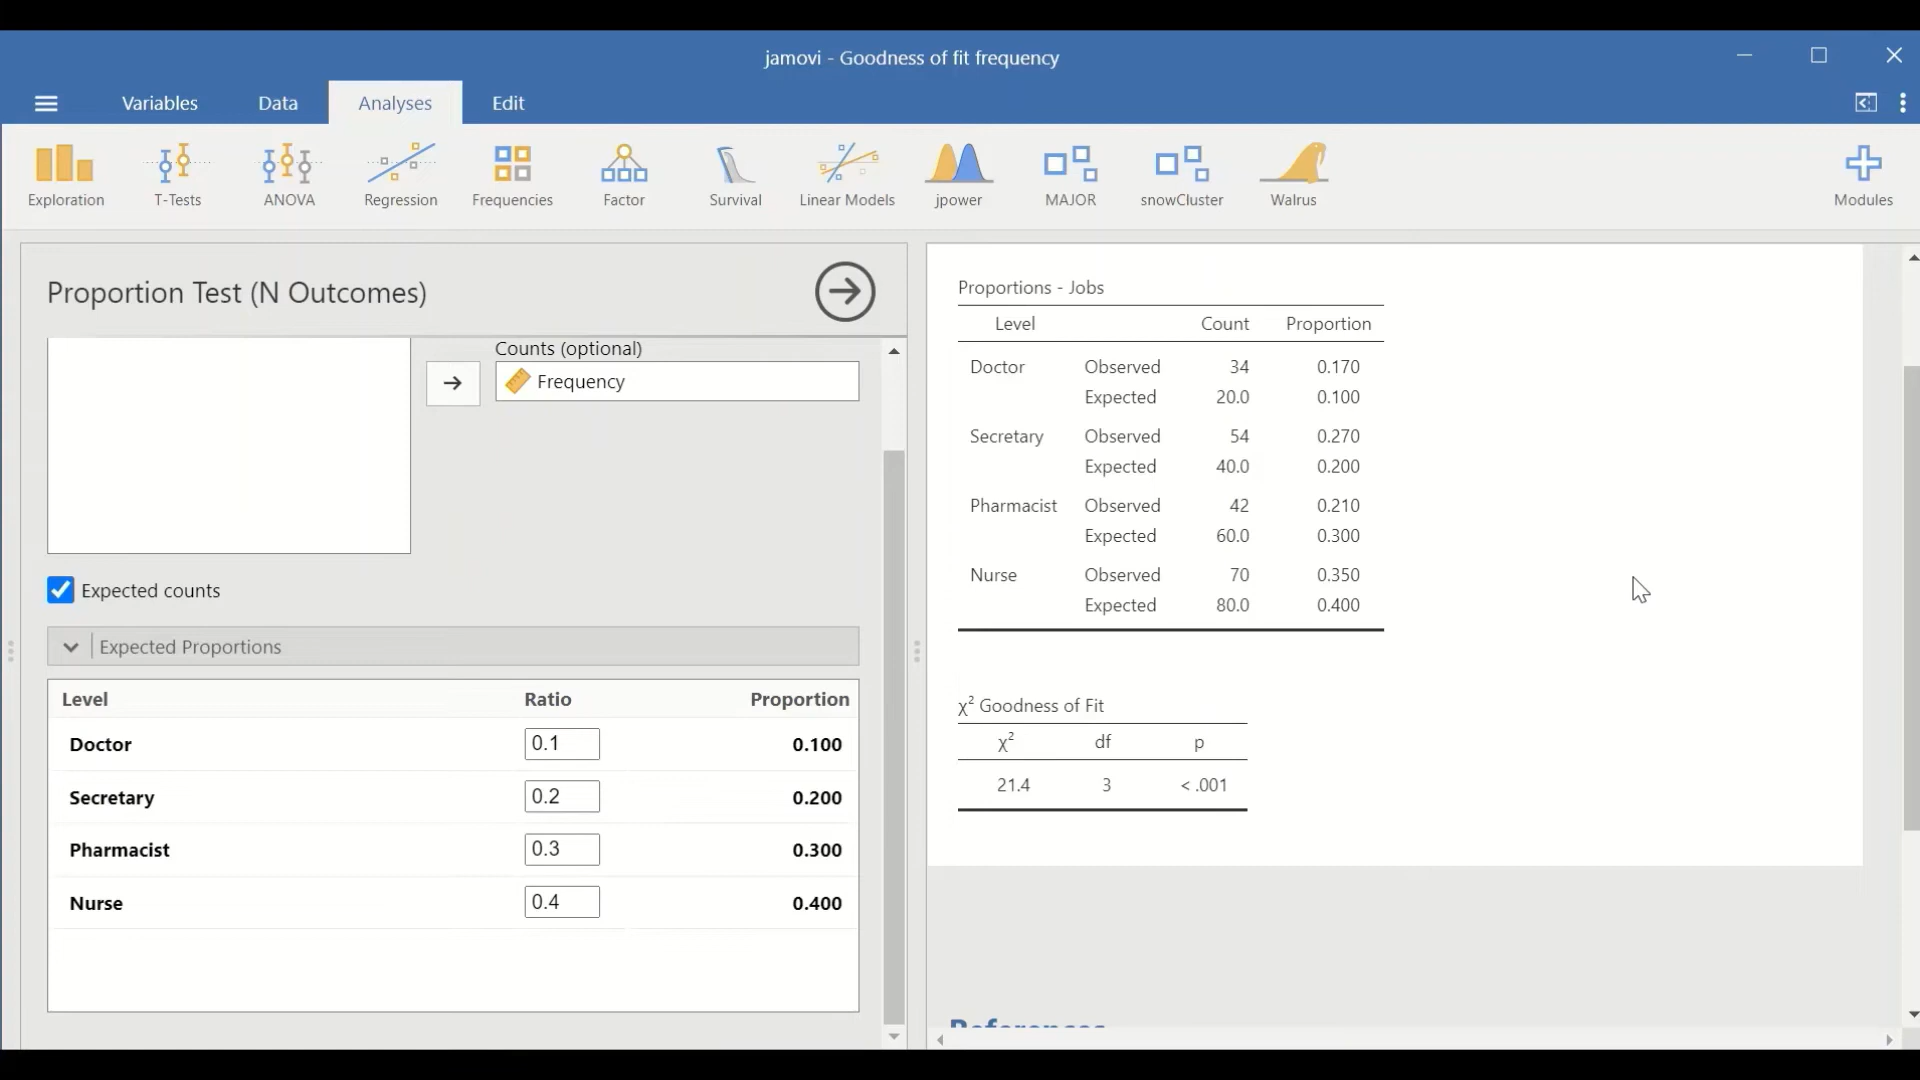 jamovi - Goodness of fit frequency
Variables Data Analyses Edit
Exploration T-Tests ANOVA Regression Frequencies Factor Survival Linear Models jpower MAJOR snowCluster Walrus Modules
Proportion Test (N Outcomes)
Counts (optional)
Frequency
Expected counts
Expected Proportions
Level Ratio Proportion
Doctor 0.1 0.100
Secretary 0.2 0.200
Pharmacist 0.3 0.300
Nurse 0.4 0.400
Proportions - Jobs
Level Count Proportion
Doctor Observed 34 0.170
Expected 20.0 0.100
Secretary Observed 54 0.270
Expected 40.0 0.200
Pharmacist Observed 42 0.210
Expected 60.0 0.300
Nurse Observed 70 0.350
Expected 80.0 0.400
χ² Goodness of Fit
χ² df p
21.4 3 < .001
References